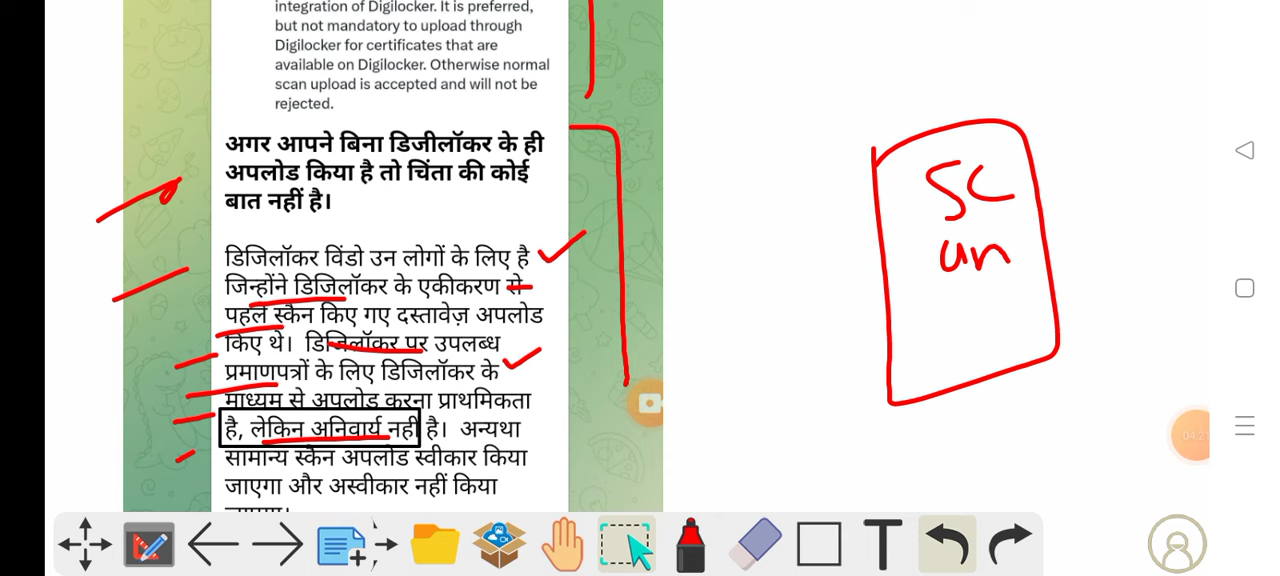 integration of Digilocker. It is preferred,
but not mandatory to upload through
Digilocker for certificates that are
available on Digilocker. Otherwise normal
scan upload is accepted and will not be
rejected.
अगर आपने बिना डिजीलॉकर के ही
अपलोड किया है तो चिंता की कोई
बात नहीं है।
डिजिलॉकर विंडो उन लोगों के लिए है
जिन्होंने डिजिलॉकर के एकीकरण से
पहले स्कैन किए गए दस्तावेज़ अपलोड
किए थे। डिजिलॉकर पर उपलब्ध
प्रमाणपत्रों के लिए डिजिलॉकर के
माध्यम से अपलोड करना प्राथमिकता
है, लेकिन अनिवार्य नहीं है। अन्यथा
सामान्य स्कैन अपलोड स्वीकार किया
जाएगा और अस्वीकार नहीं किया
SC
an
T